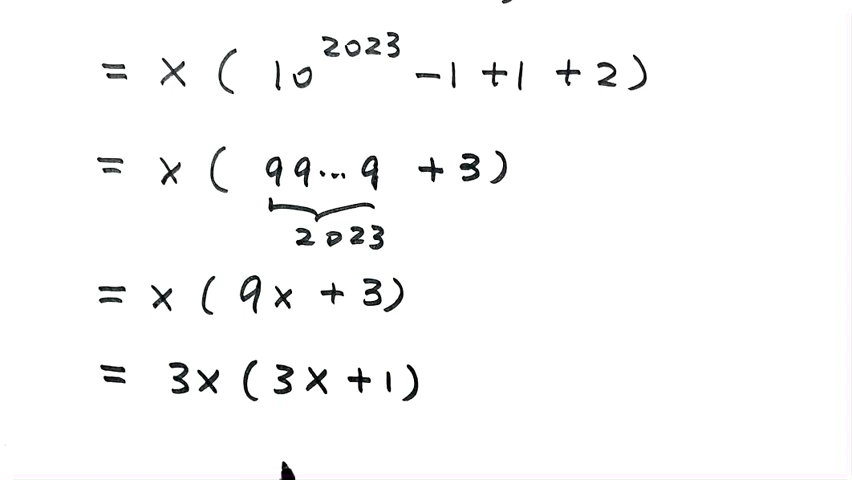 = x ( 10^2023 - 1 + 1 + 2 )
= x ( 99...9 + 3 )
2023
= x ( 9x + 3 )
= 3x ( 3x + 1 )